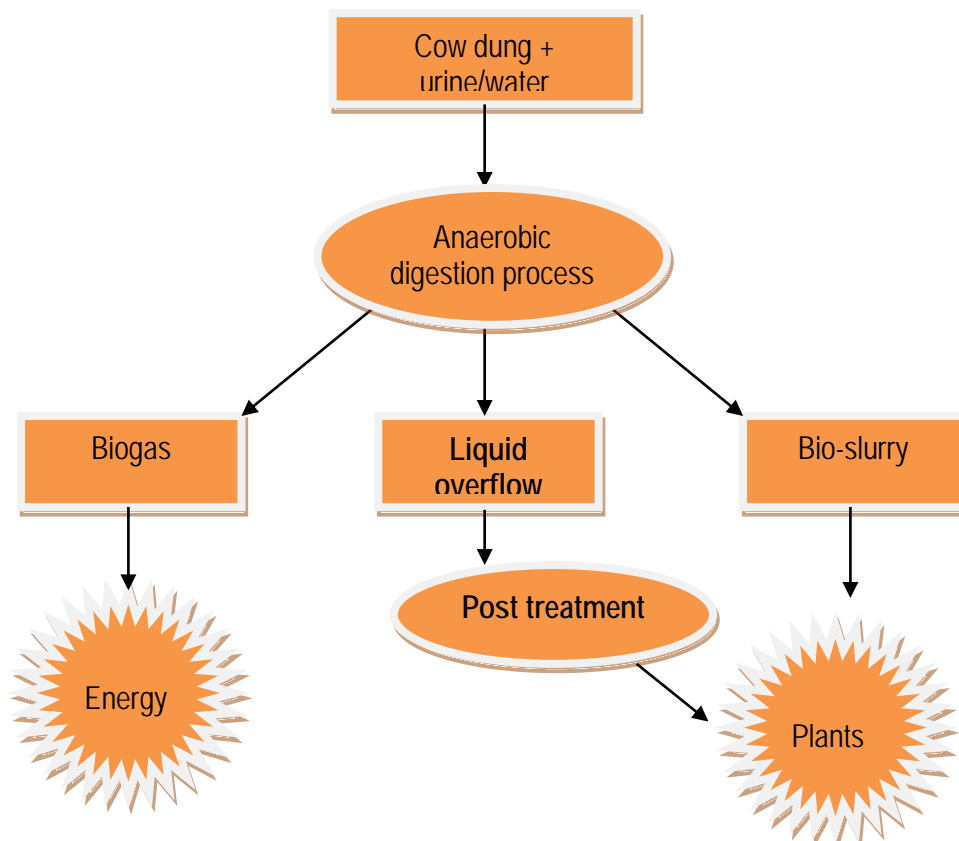 Cow dung +
urine/water
Anaerobic
digestion process
Biogas
Liquid
overflow
Bio-slurry
Post treatment
Energy
Plants